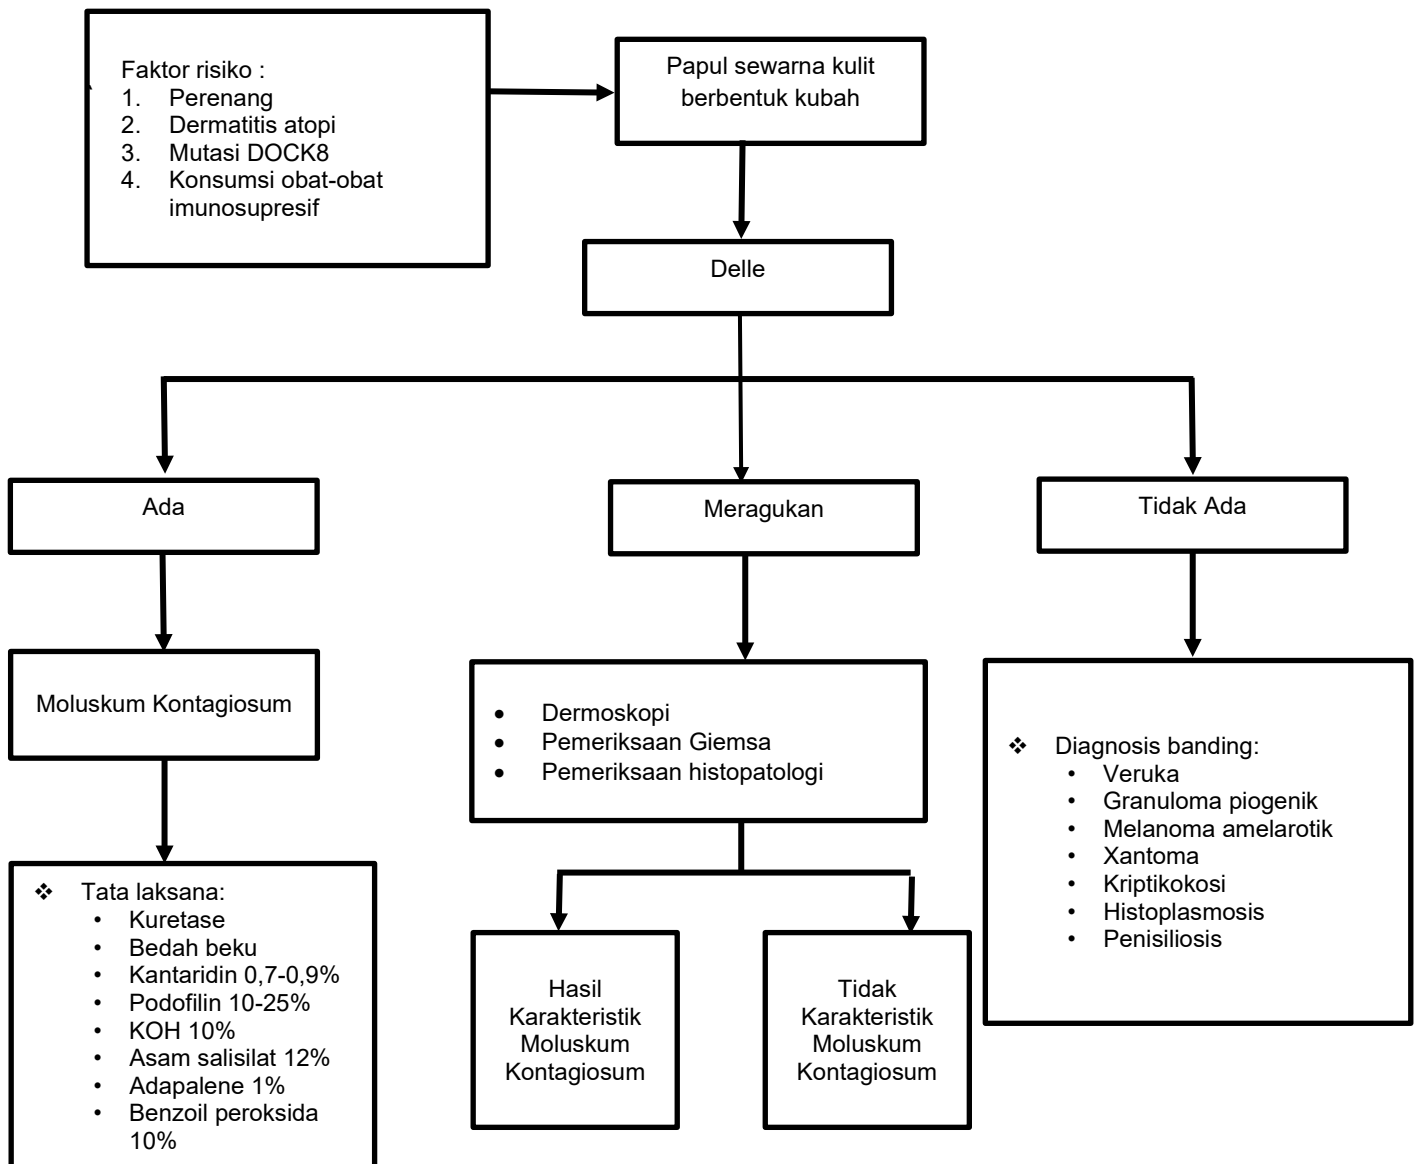 Faktor risiko :
1. Perenang
2. Dermatitis atopi
3. Mutasi DOCK8
4. Konsumsi obat-obat
imunosupresif
Papul sewarna kulit
berbentuk kubah
Delle
Ada
Meragukan
Tidak Ada
Moluskum Kontagiosum
• Dermoskopi
• Pemeriksaan Giemsa
• Pemeriksaan histopatologi
❖ Diagnosis banding:
• Veruka
• Granuloma piogenik
• Melanoma amelarotik
• Xantoma
• Kriptikokosi
• Histoplasmosis
• Penisiliosis
❖ Tata laksana:
• Kuretase
• Bedah beku
• Kantaridin 0,7-0,9%
• Podofilin 10-25%
• KOH 10%
• Asam salisilat 12%
• Adapalene 1%
• Benzoil peroksida
10%
Hasil
Karakteristik
Moluskum
Kontagiosum
Tidak
Karakteristik
Moluskum
Kontagiosum